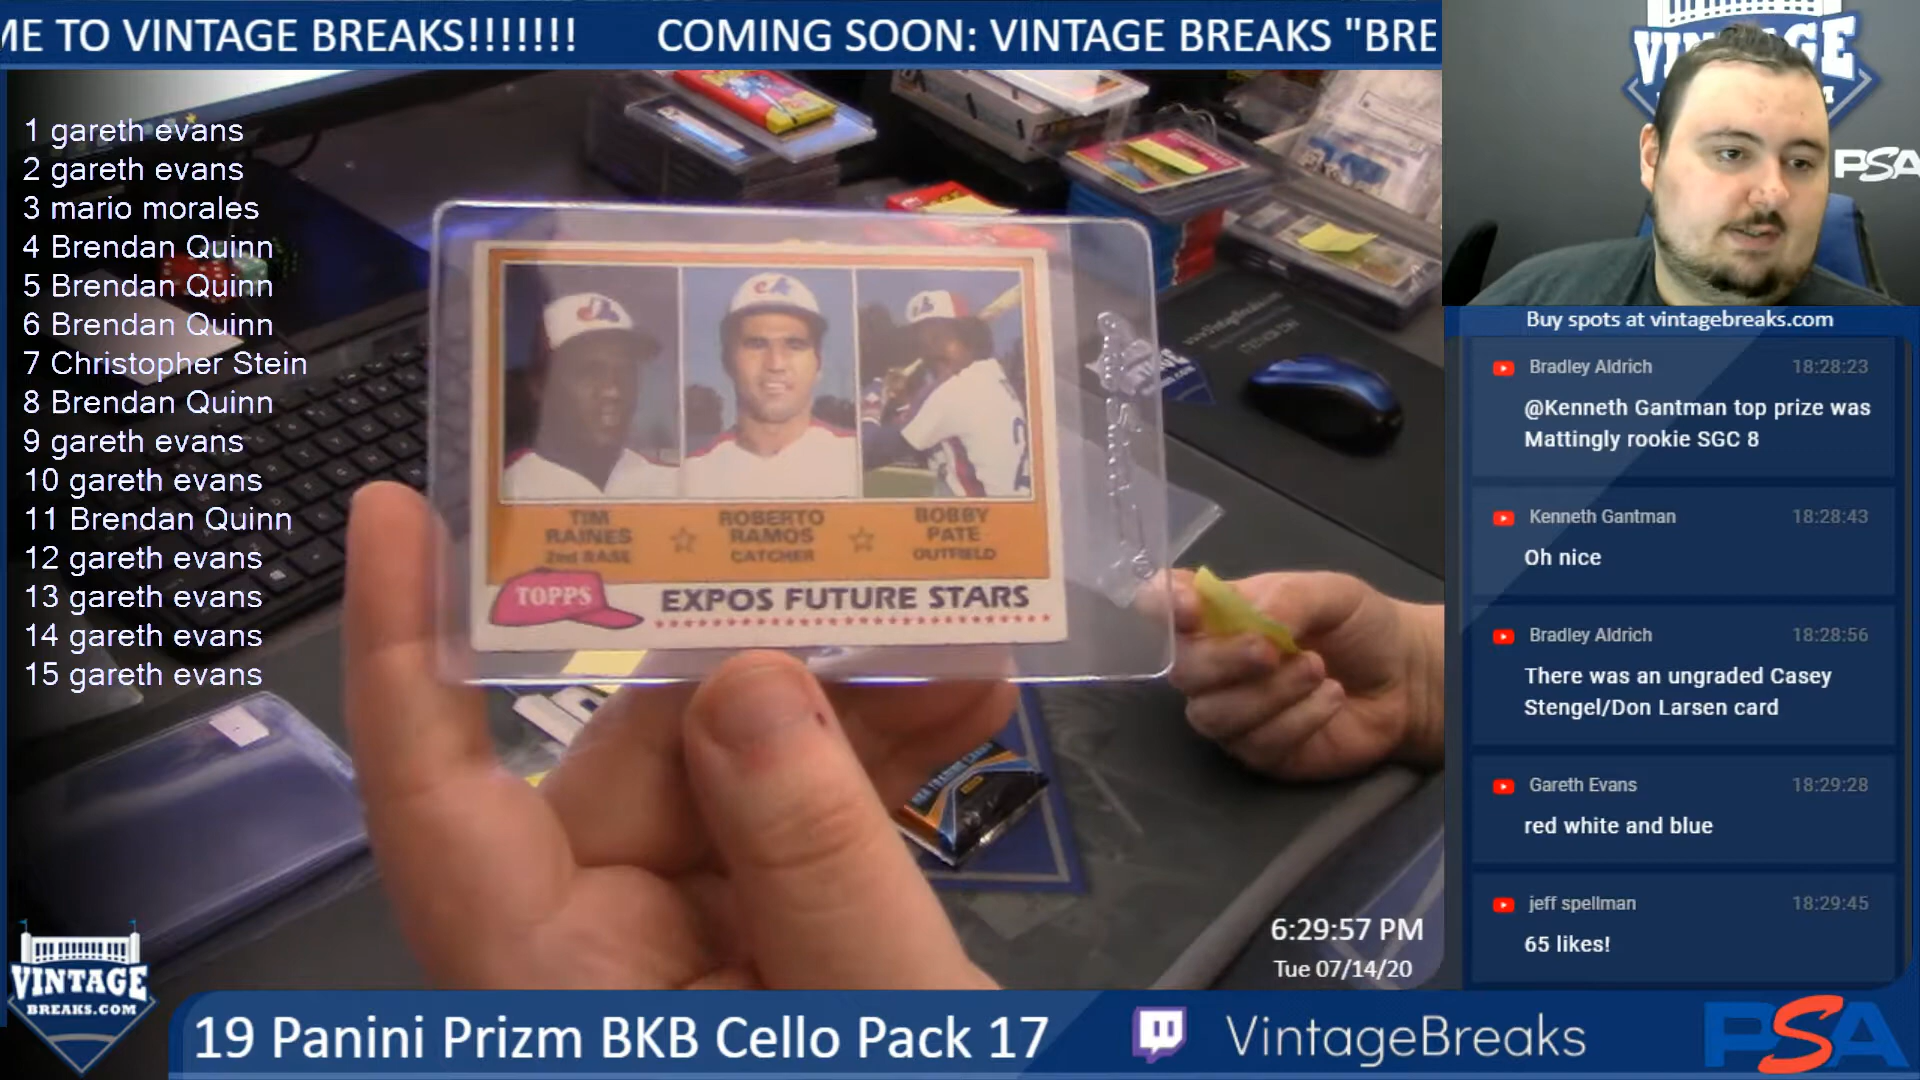 ME TO VINTAGE BREAKS!!!!!!! COMING SOON: VINTAGE BREAKS "BRE
1 gareth evans
2 gareth evans
3 mario morales
4 Brendan Quinn
5 Brendan Quinn
6 Brendan Quinn
7 Christopher Stein
8 Brendan Quinn
9 gareth evans
10 gareth evans
11 Brendan Quinn
12 gareth evans
13 gareth evans
14 gareth evans
15 gareth evans
TIM RAINES 2nd BASE
ROBERTO RAMOS CATCHER
BOBBY PATE OUTFIELD
TOPPS EXPOS FUTURE STARS
PSA
Buy spots at vintagebreaks.com
Bradley Aldrich 18:28:23
@Kenneth Gantman top prize was
Mattingly rookie SGC 8
Kenneth Gantman 18:28:43
Oh nice
Bradley Aldrich 18:28:56
There was an ungraded Casey
Stengel/Don Larsen card
Gareth Evans 18:29:28
red white and blue
jeff spellman 18:29:45
65 likes!
6:29:57 PM
Tue 07/14/20
VINTAGE
BREAKS.COM
19 Panini Prizm BKB Cello Pack 17
VintageBreaks
PSA